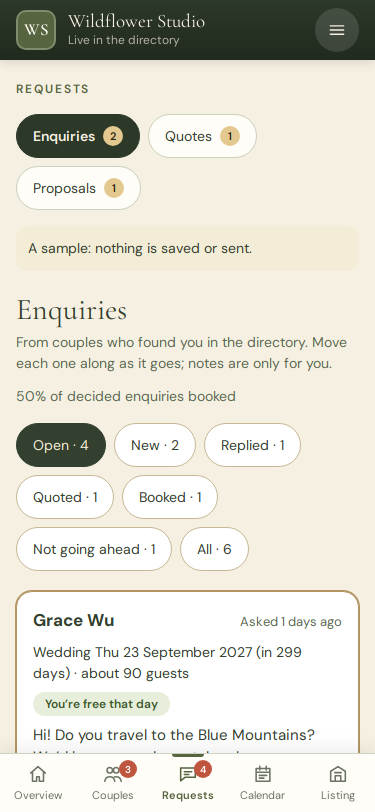 WS
Wildflower Studio
Live in the directory
REQUESTS
Enquiries 2
Quotes 1
Proposals 1
A sample: nothing is saved or sent.
Enquiries
From couples who found you in the directory. Move
each one along as it goes; notes are only for you.
50% of decided enquiries booked
Open · 4
New · 2
Replied · 1
Quoted · 1
Booked · 1
Not going ahead · 1
All · 6
Grace Wu
Asked 1 days ago
Wedding Thu 23 September 2027 (in 299
days) · about 90 guests
You’re free that day
Hi! Do you travel to the Blue Mountains?
3
4
Overview
Couples
Requests
Calendar
Listing